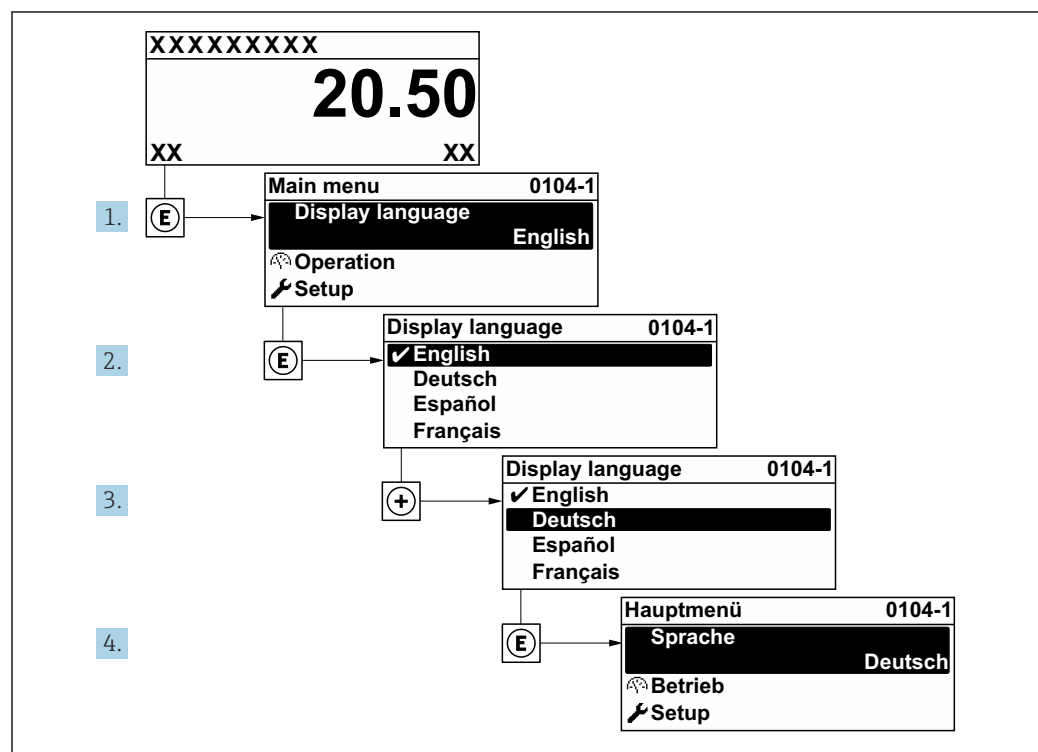 XXXXXXXXX
20.50
XX XX
1. E
Main menu 0104-1
Display language
English
Operation
Setup
2. E
Display language 0104-1
✔English
Deutsch
Español
Français
3. +
Display language 0104-1
✔English
Deutsch
Español
Français
4. E
Hauptmenü 0104-1
Sprache
Deutsch
Betrieb
Setup